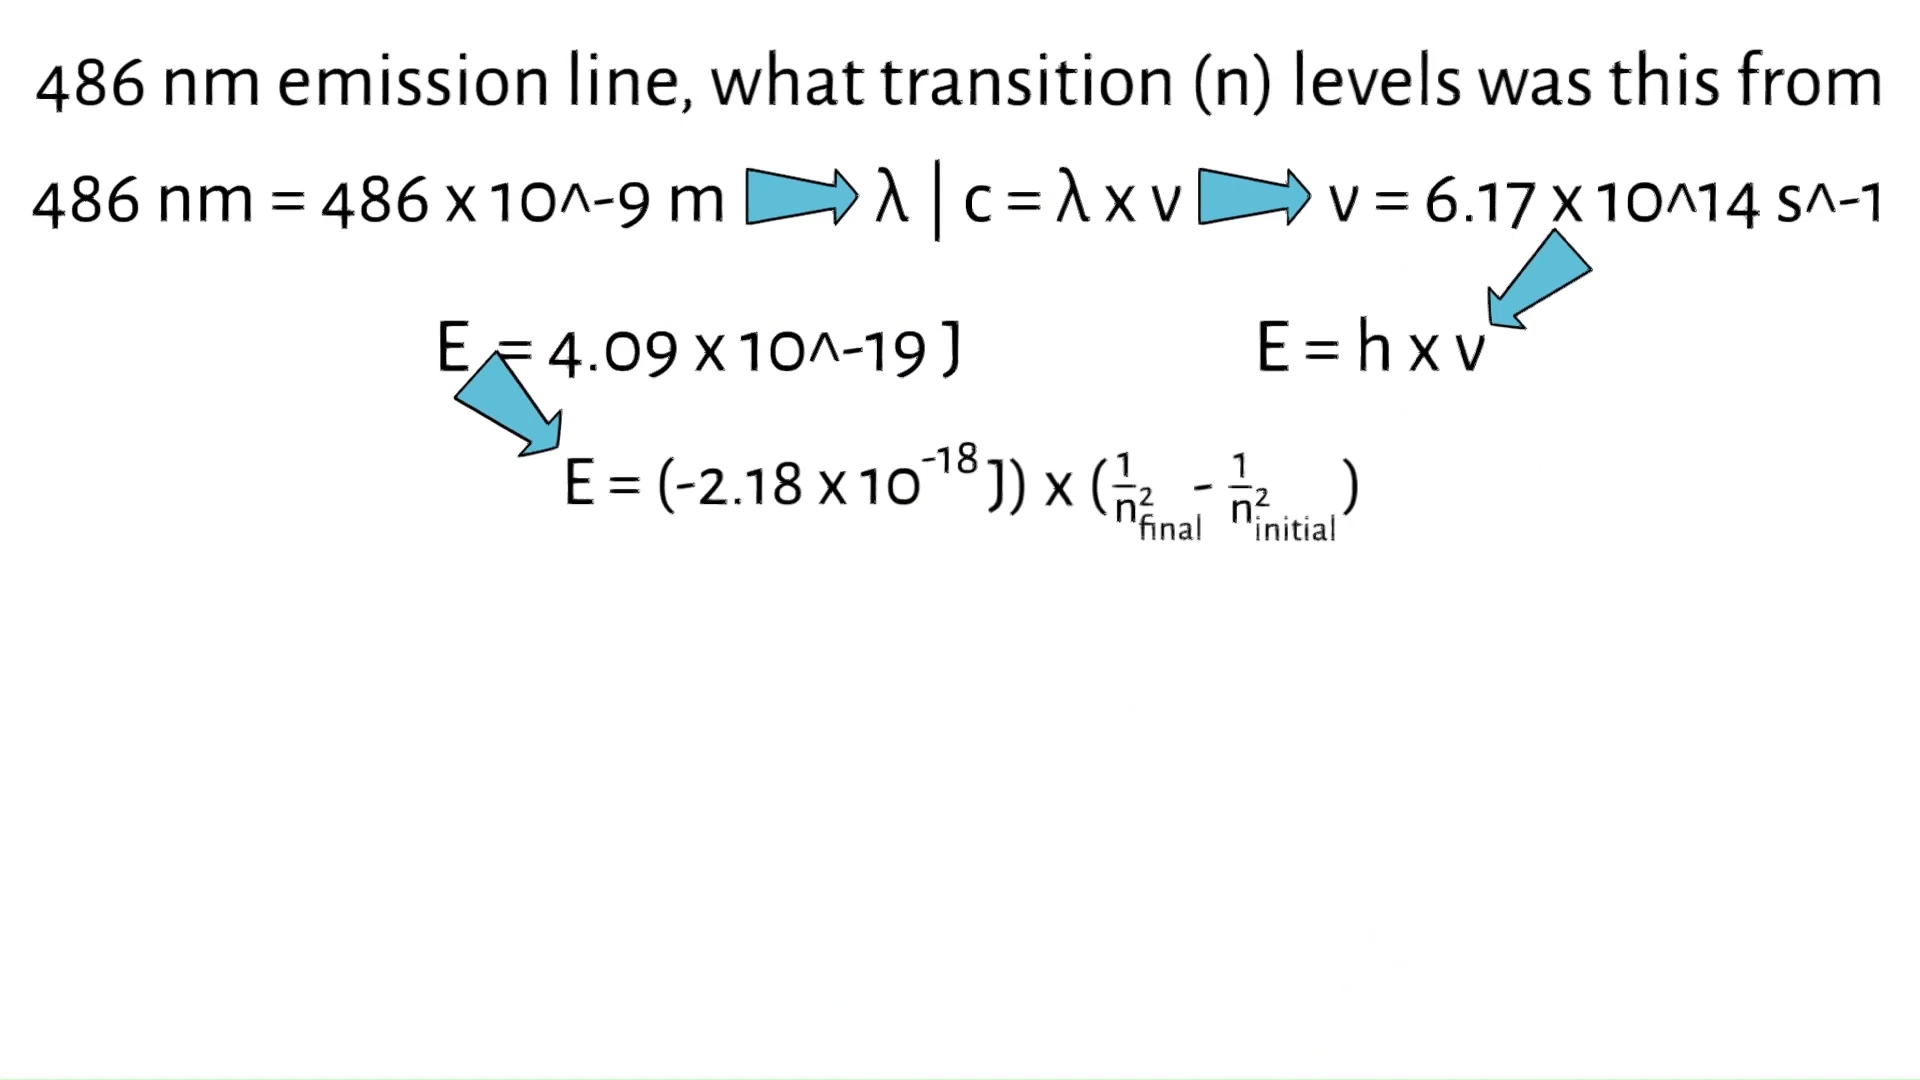 486 nm emission line, what transition (n) levels was this from
486 nm = 486 x 10^-9 m λ | c = λ x ν ν = 6.17 x 10^14 s^-1
E = 4.09 x 10^-19 J E = h x ν
E = (-2.18 x 10⁻¹⁸ J) x (1/n²final - 1/n²initial)